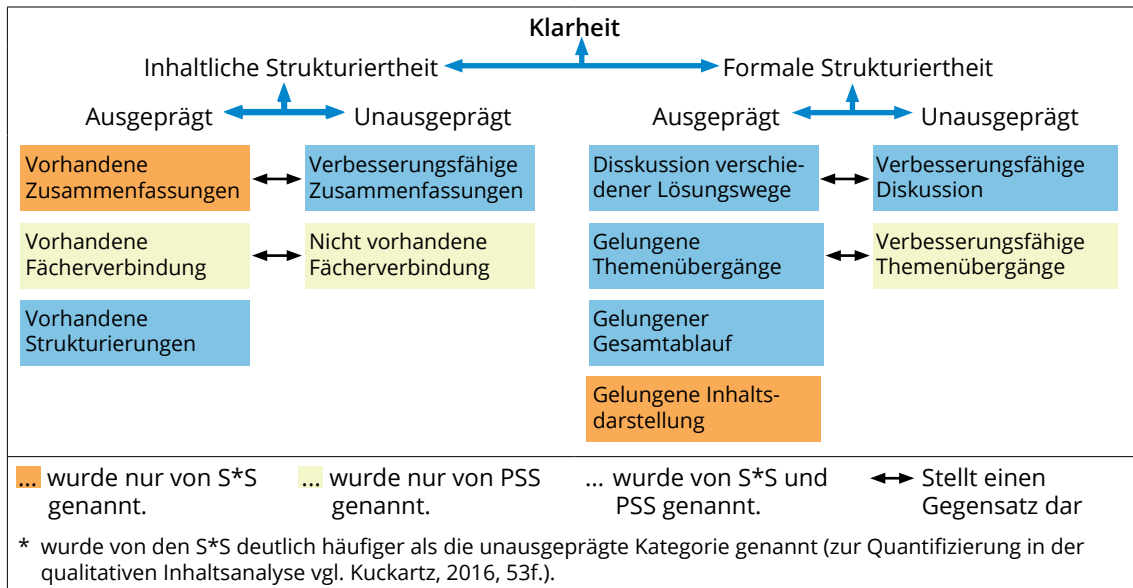 Klarheit
Inhaltliche Strukturiertheit
Formale Strukturiertheit
Ausgeprägt
Unausgeprägt
Ausgeprägt
Unausgeprägt
Vorhandene
Zusammenfassungen
Verbesserungsfähige
Zusammenfassungen
Disskussion verschie-
dener Lösungswege
Verbesserungsfähige
Diskussion
Vorhandene
Fächerverbindung
Nicht vorhandene
Fächerverbindung
Gelungene
Themenübergänge
Verbesserungsfähige
Themenübergänge
Vorhandene
Strukturierungen
Gelungener
Gesamtablauf
Gelungene Inhalts-
darstellung
... wurde nur von S*S
genannt.
... wurde nur von PSS
genannt.
... wurde von S*S und
PSS genannt.
Stellt einen
Gegensatz dar
* wurde von den S*S deutlich häufiger als die unausgeprägte Kategorie genannt (zur Quantifizierung in der
qualitativen Inhaltsanalyse vgl. Kuckartz, 2016, 53f.).